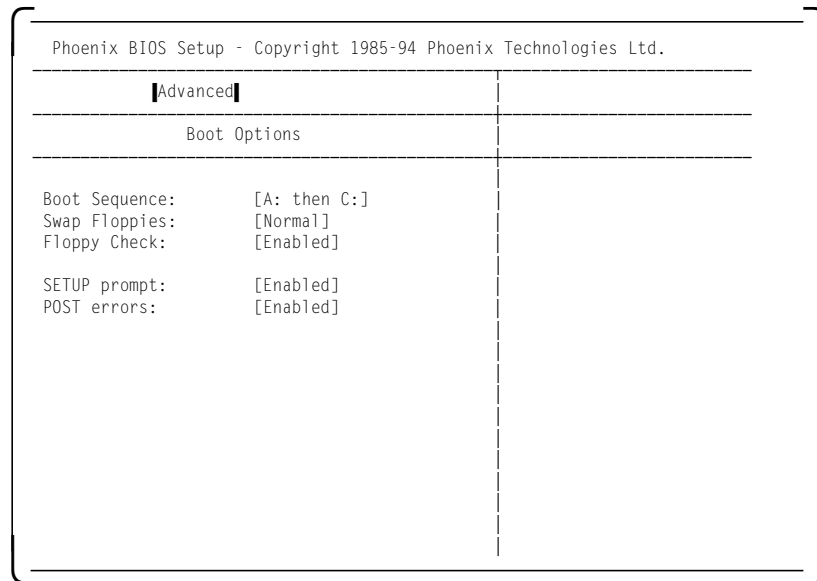 Phoenix BIOS Setup - Copyright 1985-94 Phoenix Technologies Ltd.
Advanced
Boot Options
Boot Sequence: [A: then C:]
Swap Floppies: [Normal]
Floppy Check: [Enabled]
SETUP prompt: [Enabled]
POST errors: [Enabled]